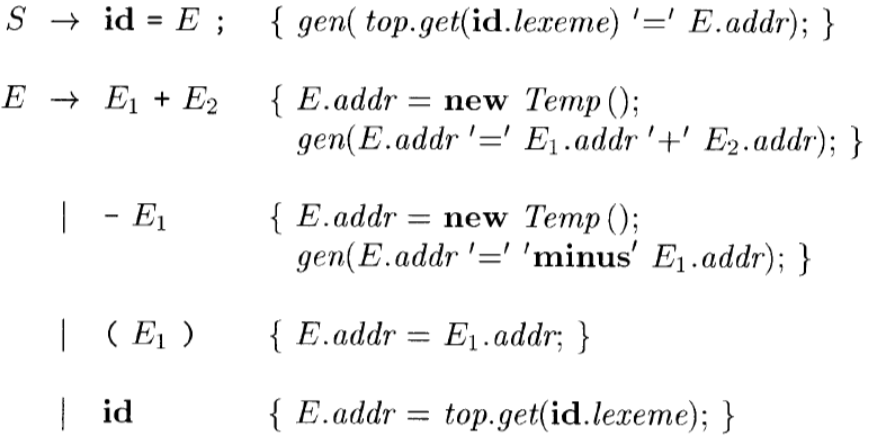 S → id = E ; { gen( top.get(id.lexeme) '=' E.addr); }
E → E₁ + E₂ { E.addr = new Temp();
gen(E.addr '=' E₁.addr '+' E₂.addr); }
| - E₁ { E.addr = new Temp();
gen(E.addr '=' 'minus' E₁.addr); }
| ( E₁ ) { E.addr = E₁.addr; }
| id { E.addr = top.get(id.lexeme); }